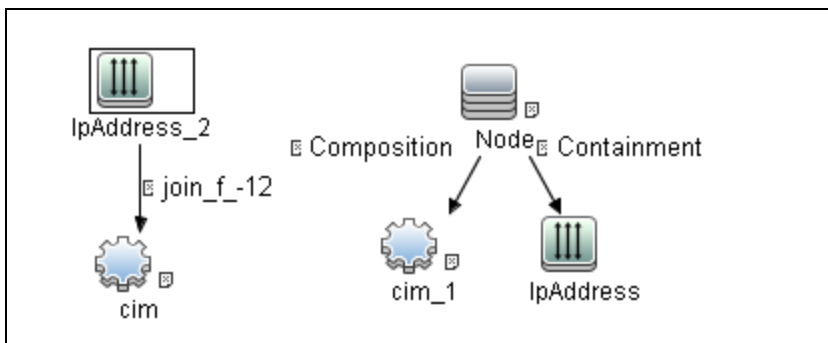 IpAddress_2
join_f_-12
cim
Node
Composition
Containment
cim_1
IpAddress